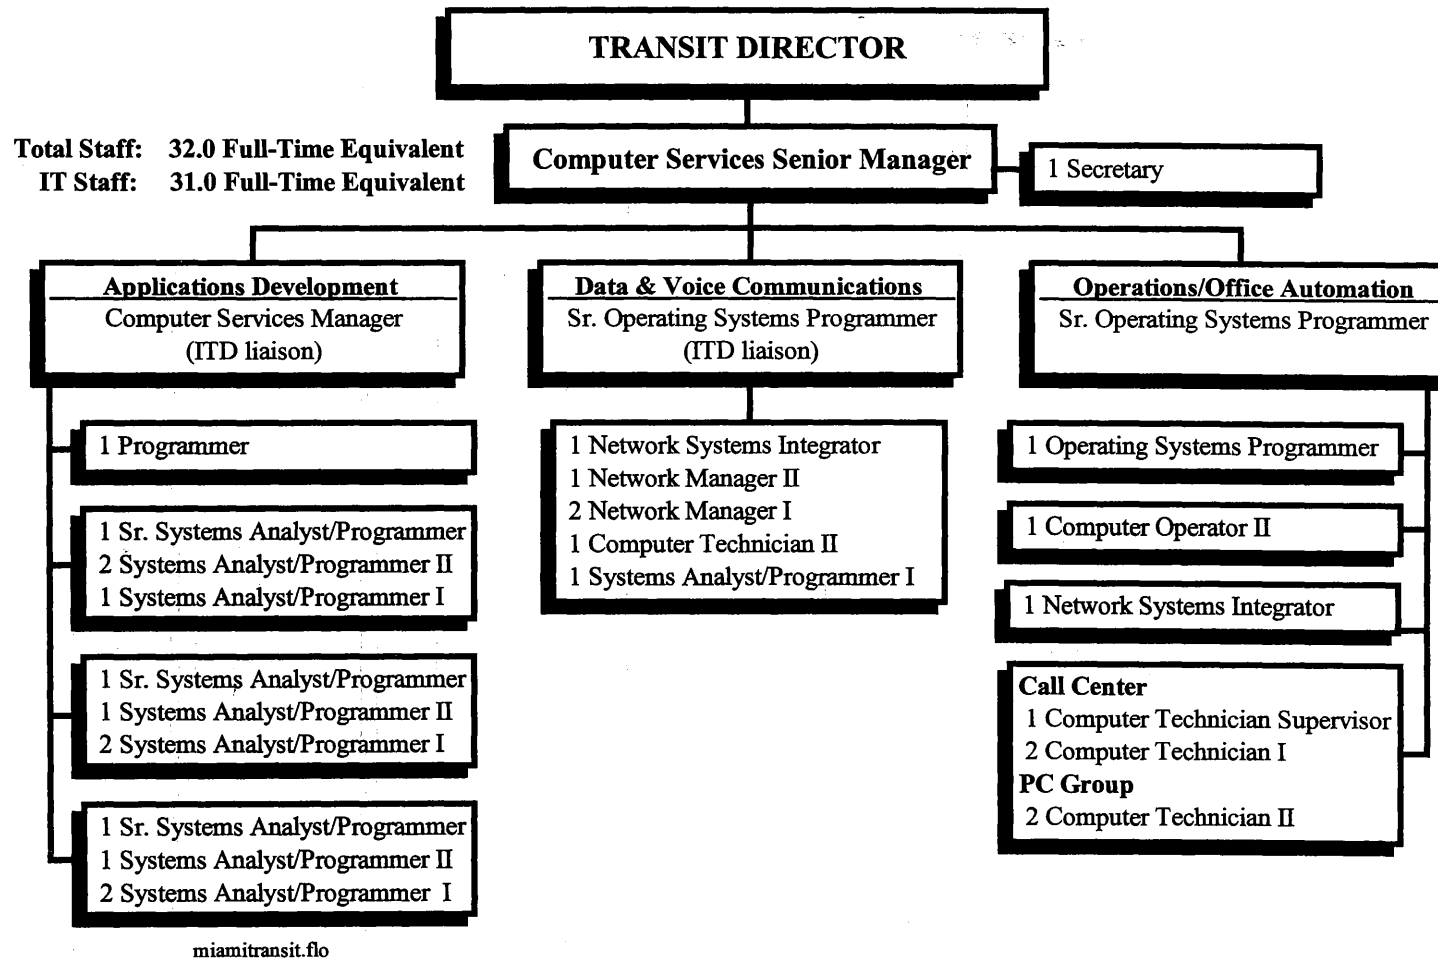 TRANSIT DIRECTOR
Total Staff: 32.0 Full-Time Equivalent
IT Staff: 31.0 Full-Time Equivalent
Computer Services Senior Manager
1 Secretary
Applications Development
Computer Services Manager
(ITD liaison)
1 Programmer
1 Sr. Systems Analyst/Programmer
2 Systems Analyst/Programmer II
1 Systems Analyst/Programmer I
1 Sr. Systems Analyst/Programmer
1 Systems Analyst/Programmer II
2 Systems Analyst/Programmer I
1 Sr. Systems Analyst/Programmer
1 Systems Analyst/Programmer II
2 Systems Analyst/Programmer I
Data & Voice Communications
Sr. Operating Systems Programmer
(ITD liaison)
1 Network Systems Integrator
1 Network Manager II
2 Network Manager I
1 Computer Technician II
1 Systems Analyst/Programmer I
Operations/Office Automation
Sr. Operating Systems Programmer
1 Operating Systems Programmer
1 Computer Operator II
1 Network Systems Integrator
Call Center
1 Computer Technician Supervisor
2 Computer Technician I
PC Group
2 Computer Technician II
miamitransit.flo